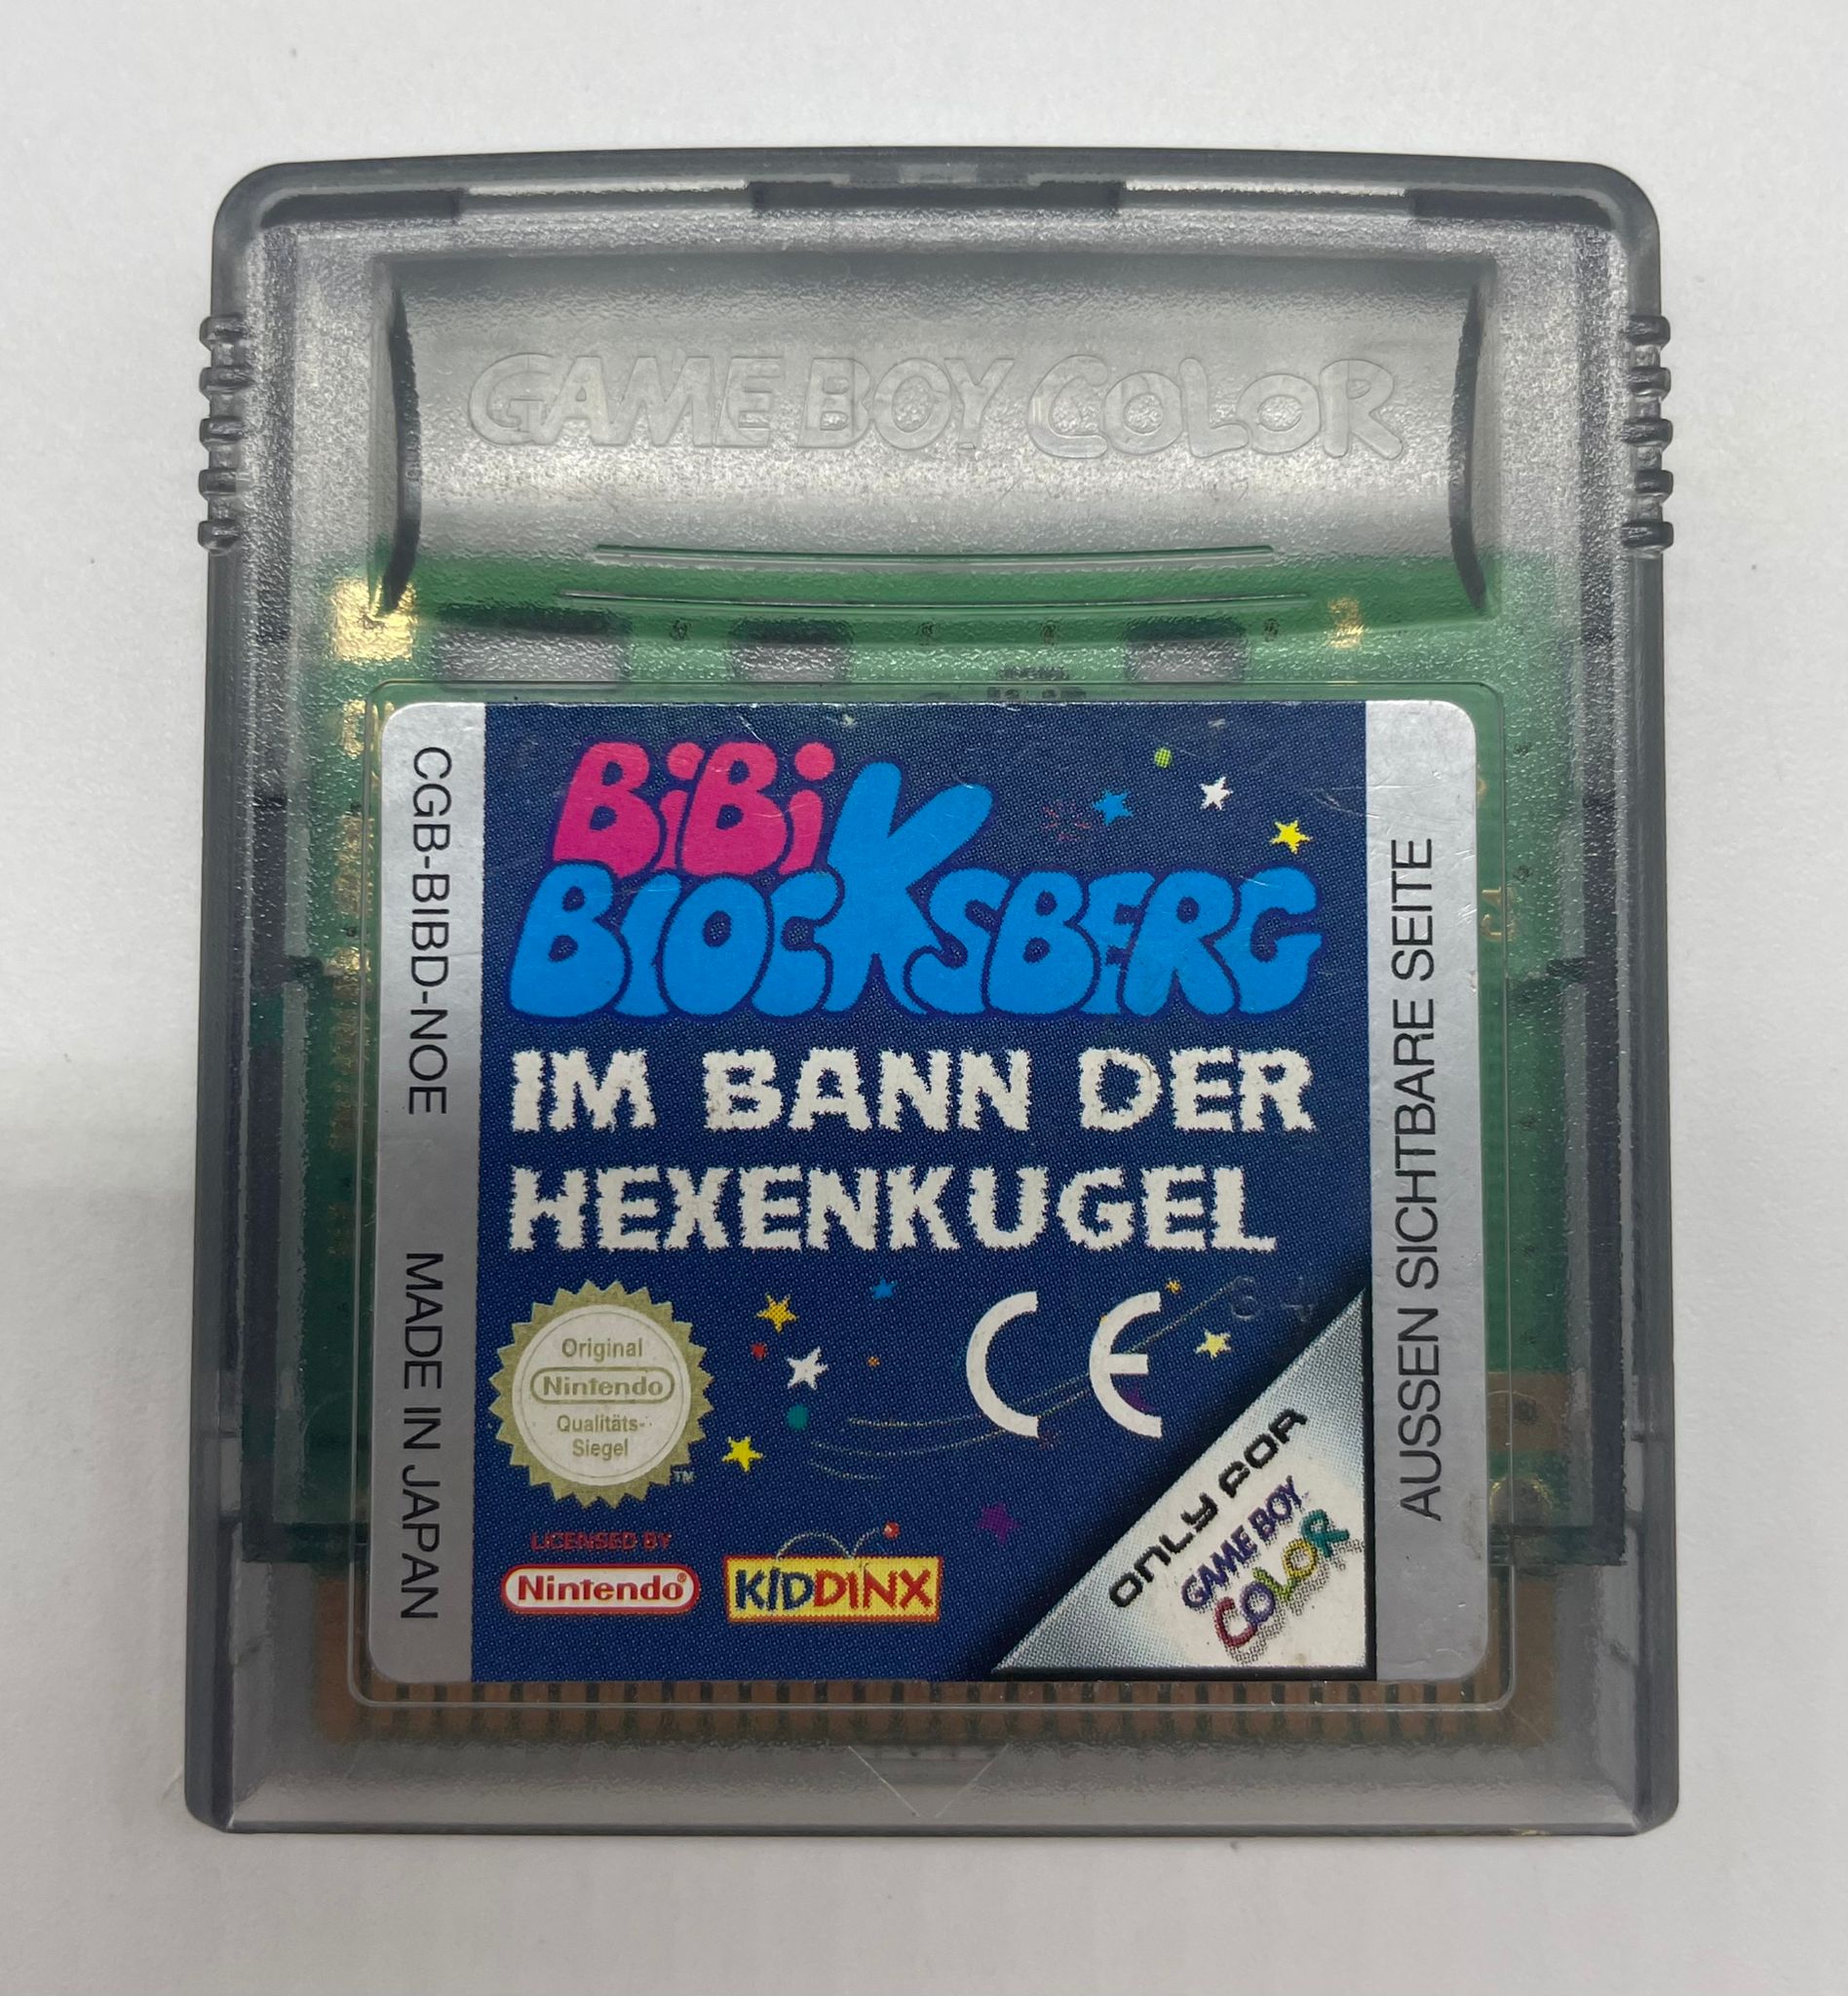 GAME BOY COLOR
CGB-BIBD-NOE MADE IN JAPAN
BiBi
BLOCKSBERG
IM BANN DER
HEXENKUGEL
Original
Nintendo
Qualitäts-
Siegel
TM
CE
LICENSED BY
Nintendo®
KIDDINX
ONLY FOR
GAME BOY
COLOR
AUSSEN SICHTBARE SEITE